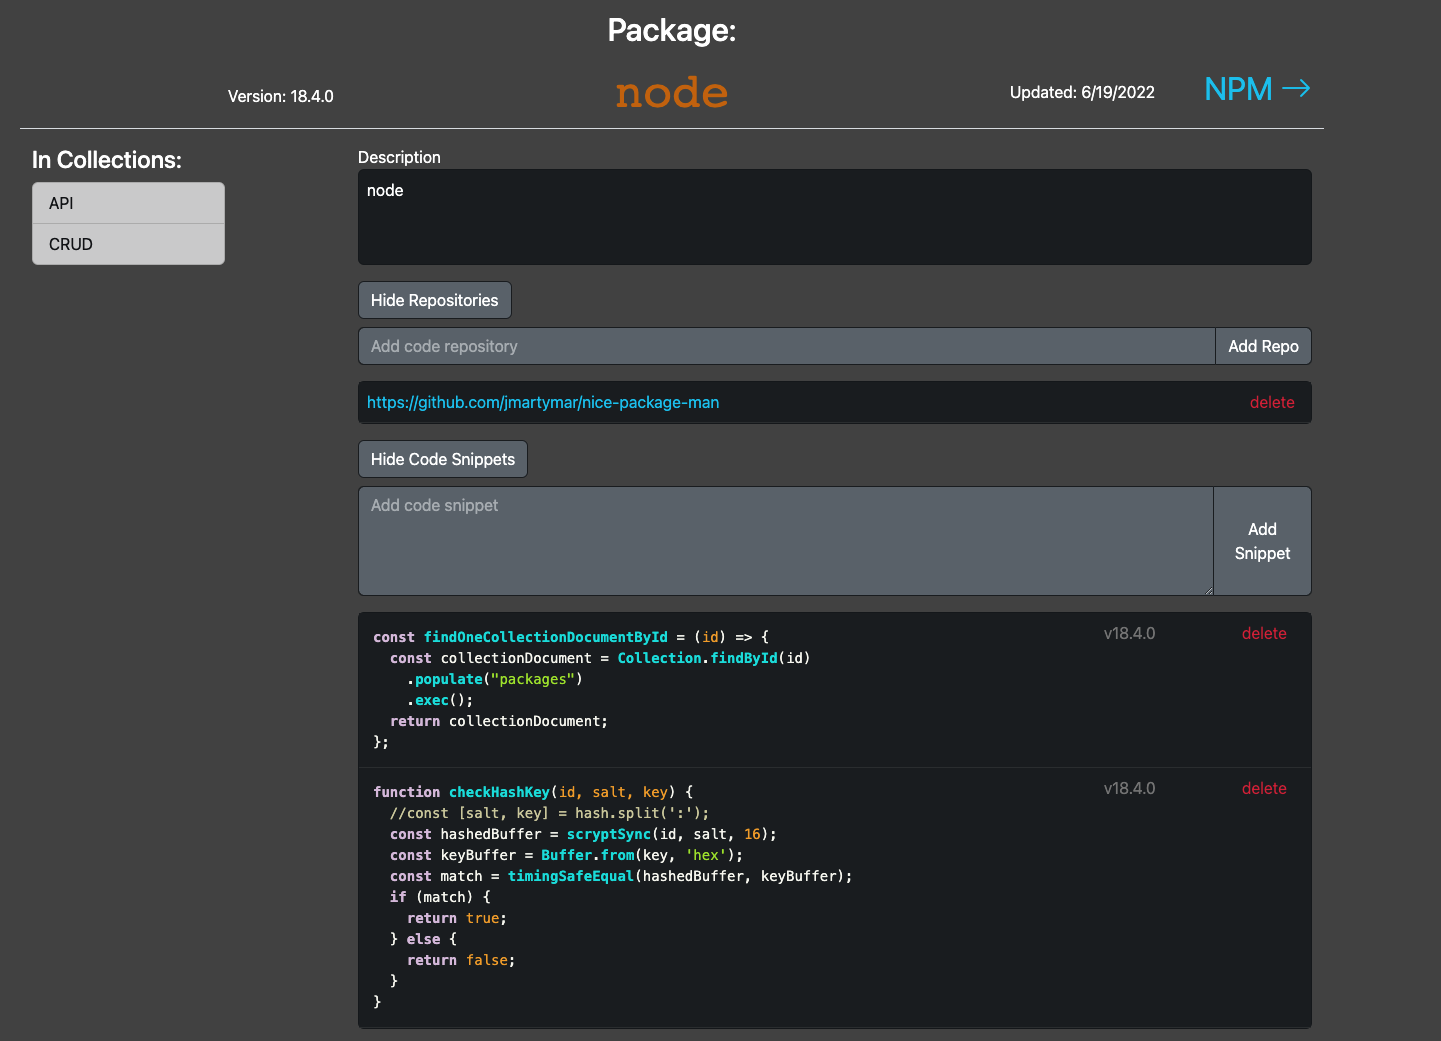 Package:
Version: 18.4.0
node
Updated: 6/19/2022
NPM →
In Collections:
API
CRUD
Description
node
Hide Repositories
Add code repository
Add Repo
https://github.com/jmartymar/nice-package-man
delete
Hide Code Snippets
Add code snippet
Add
Snippet
const findOneCollectionDocumentById = (id) => {
  const collectionDocument = Collection.findById(id)
    .populate("packages")
    .exec();
  return collectionDocument;
};
v18.4.0
delete
function checkHashKey(id, salt, key) {
  //const [salt, key] = hash.split(':');
  const hashedBuffer = scryptSync(id, salt, 16);
  const keyBuffer = Buffer.from(key, 'hex');
  const match = timingSafeEqual(hashedBuffer, keyBuffer);
  if (match) {
    return true;
  } else {
    return false;
  }
}
v18.4.0
delete